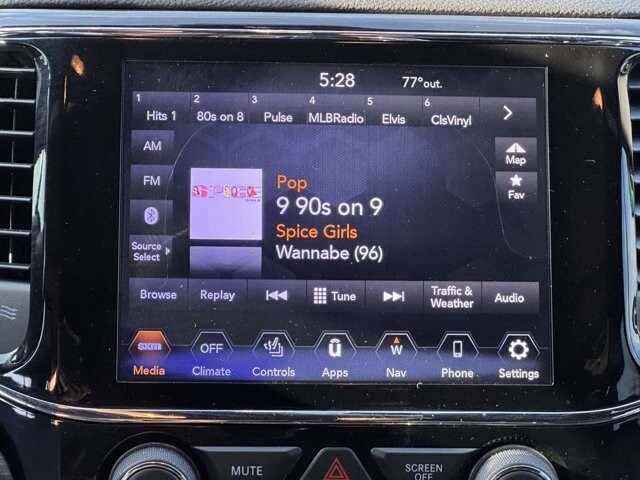 5:28 77° out.
1 2 3 4 5 6
Hits 1 80s on 8 Pulse MLBRadio Elvis ClsVinyl
AM
Map
FM
Fav
Pop
9 90s on 9
Spice Girls
Wannabe (96)
Source
Select
Browse Replay Tune Traffic & Weather Audio
sxm OFF u W
Media Climate Controls Apps Nav Phone Settings
MUTE SCREEN OFF